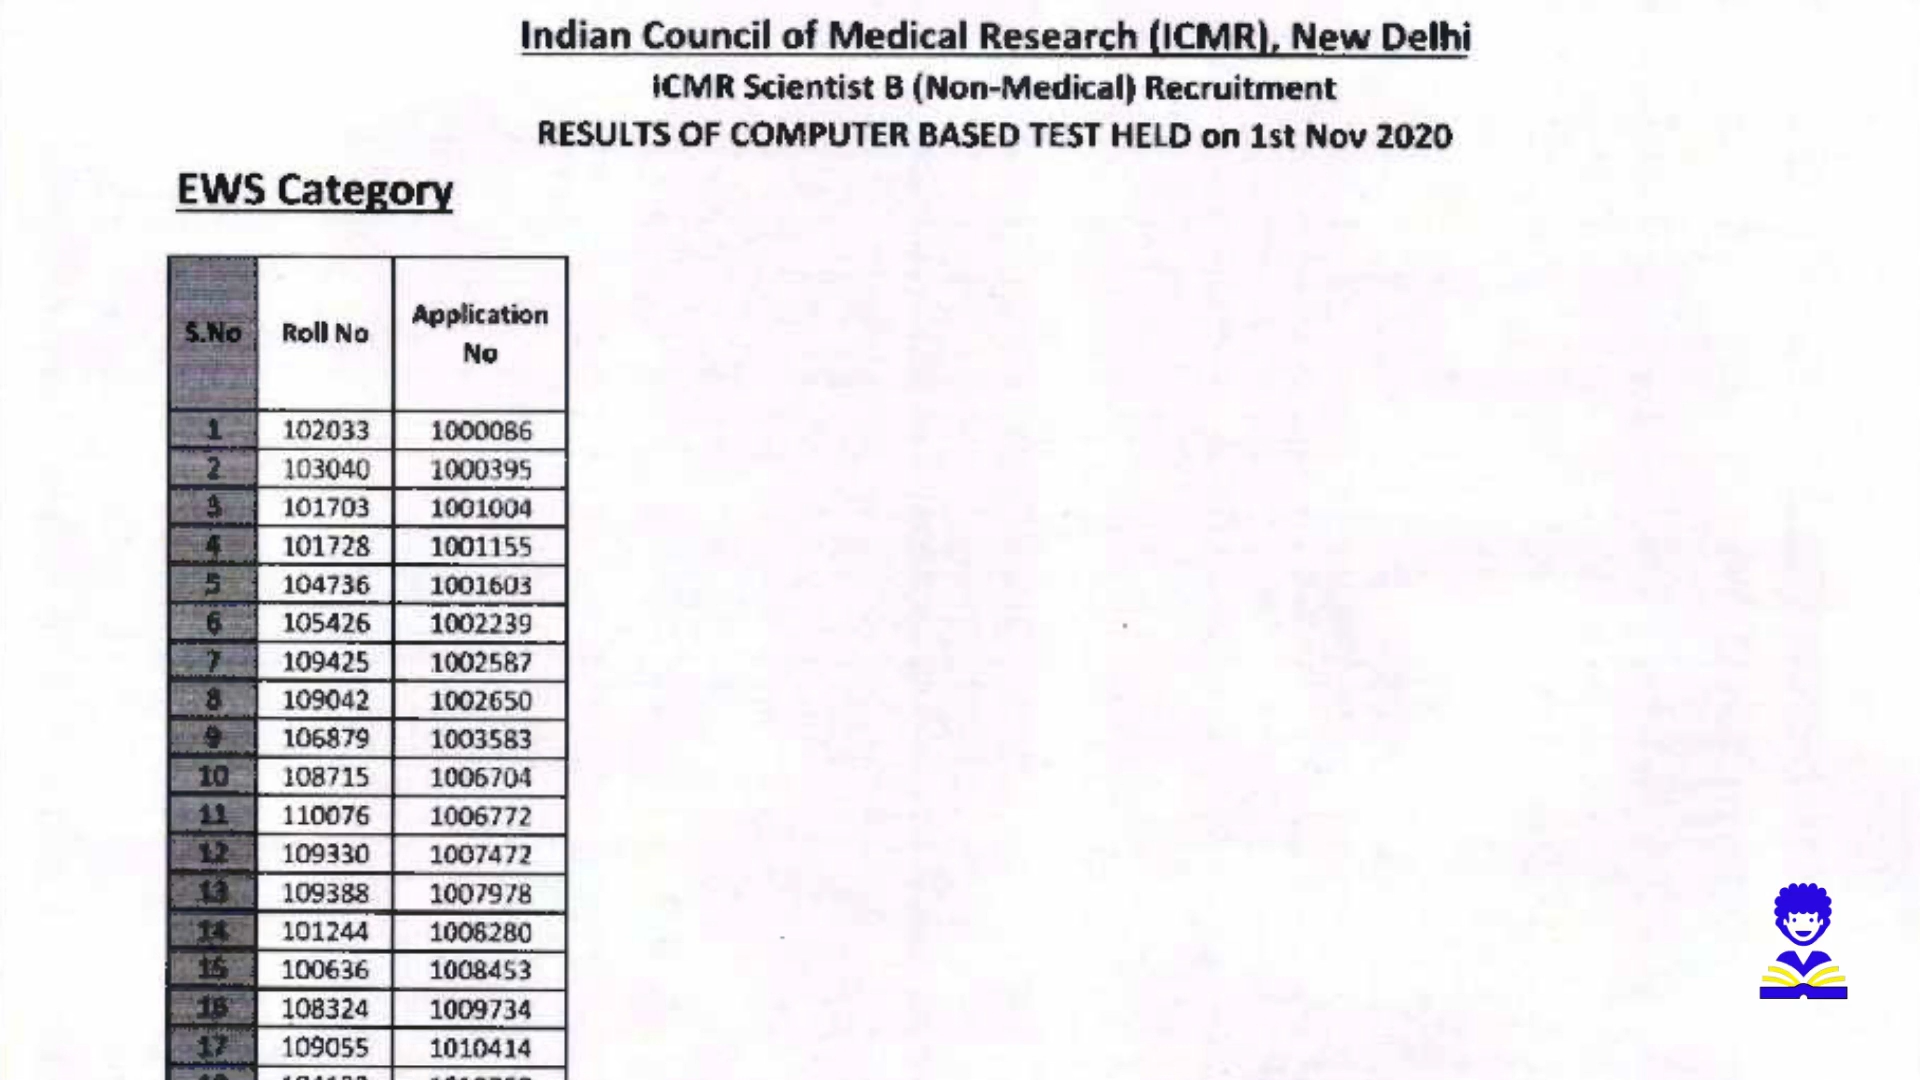 Indian Council of Medical Research (ICMR), New Delhi
ICMR Scientist B (Non-Medical) Recruitment
RESULTS OF COMPUTER BASED TEST HELD on 1st Nov 2020
EWS Category
S.No Roll No Application No
1 102033 1000086
2 103040 1000395
3 101703 1001004
4 101728 1001155
5 104736 1001603
6 105426 1002239
7 109425 1002587
8 109042 1002650
9 106879 1003583
10 108715 1006704
11 110076 1006772
12 109330 1007472
13 109388 1007978
14 101244 1008280
15 100636 1008453
16 108324 1009734
17 109055 1010414